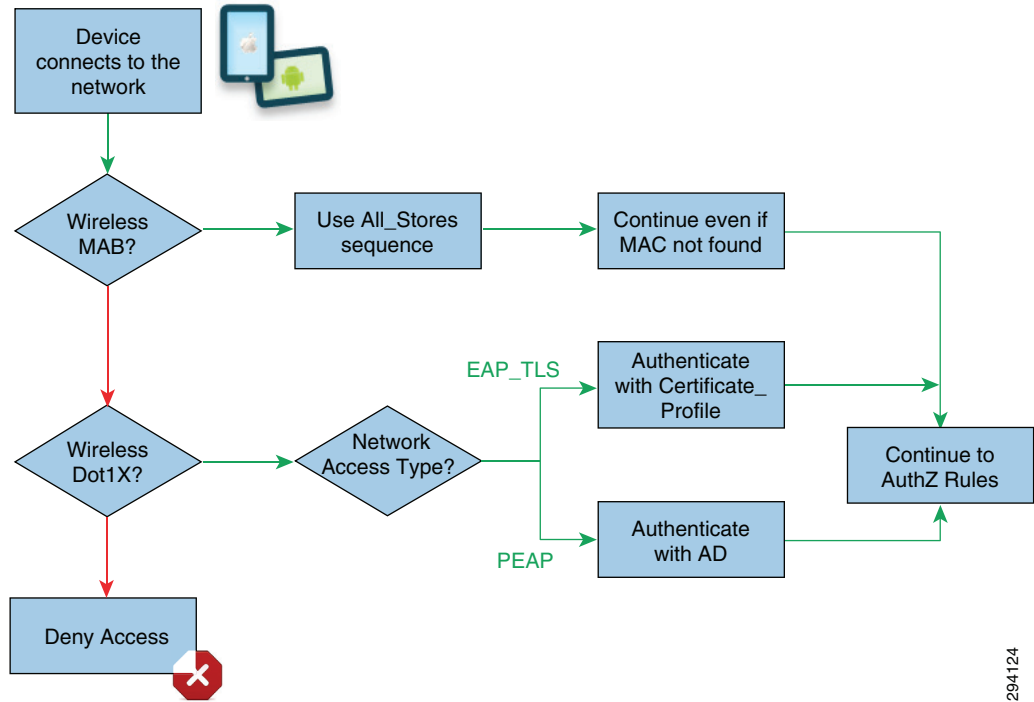 Device
connects to the
network
Wireless
MAB?
Use All_Stores
sequence
Continue even if
MAC not found
EAP_TLS
Authenticate
with Certificate_
Profile
Wireless
Dot1X?
Network
Access Type?
Continue to
AuthZ Rules
PEAP
Authenticate
with AD
Deny Access
294124